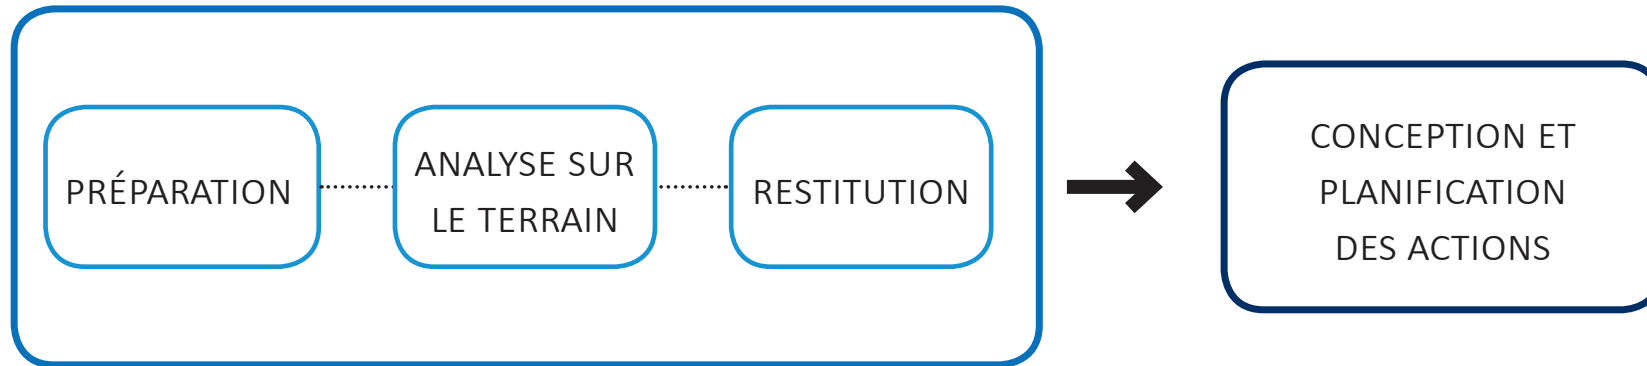 PRÉPARATION
ANALYSE SUR
LE TERRAIN
RESTITUTION
CONCEPTION ET
PLANIFICATION
DES ACTIONS